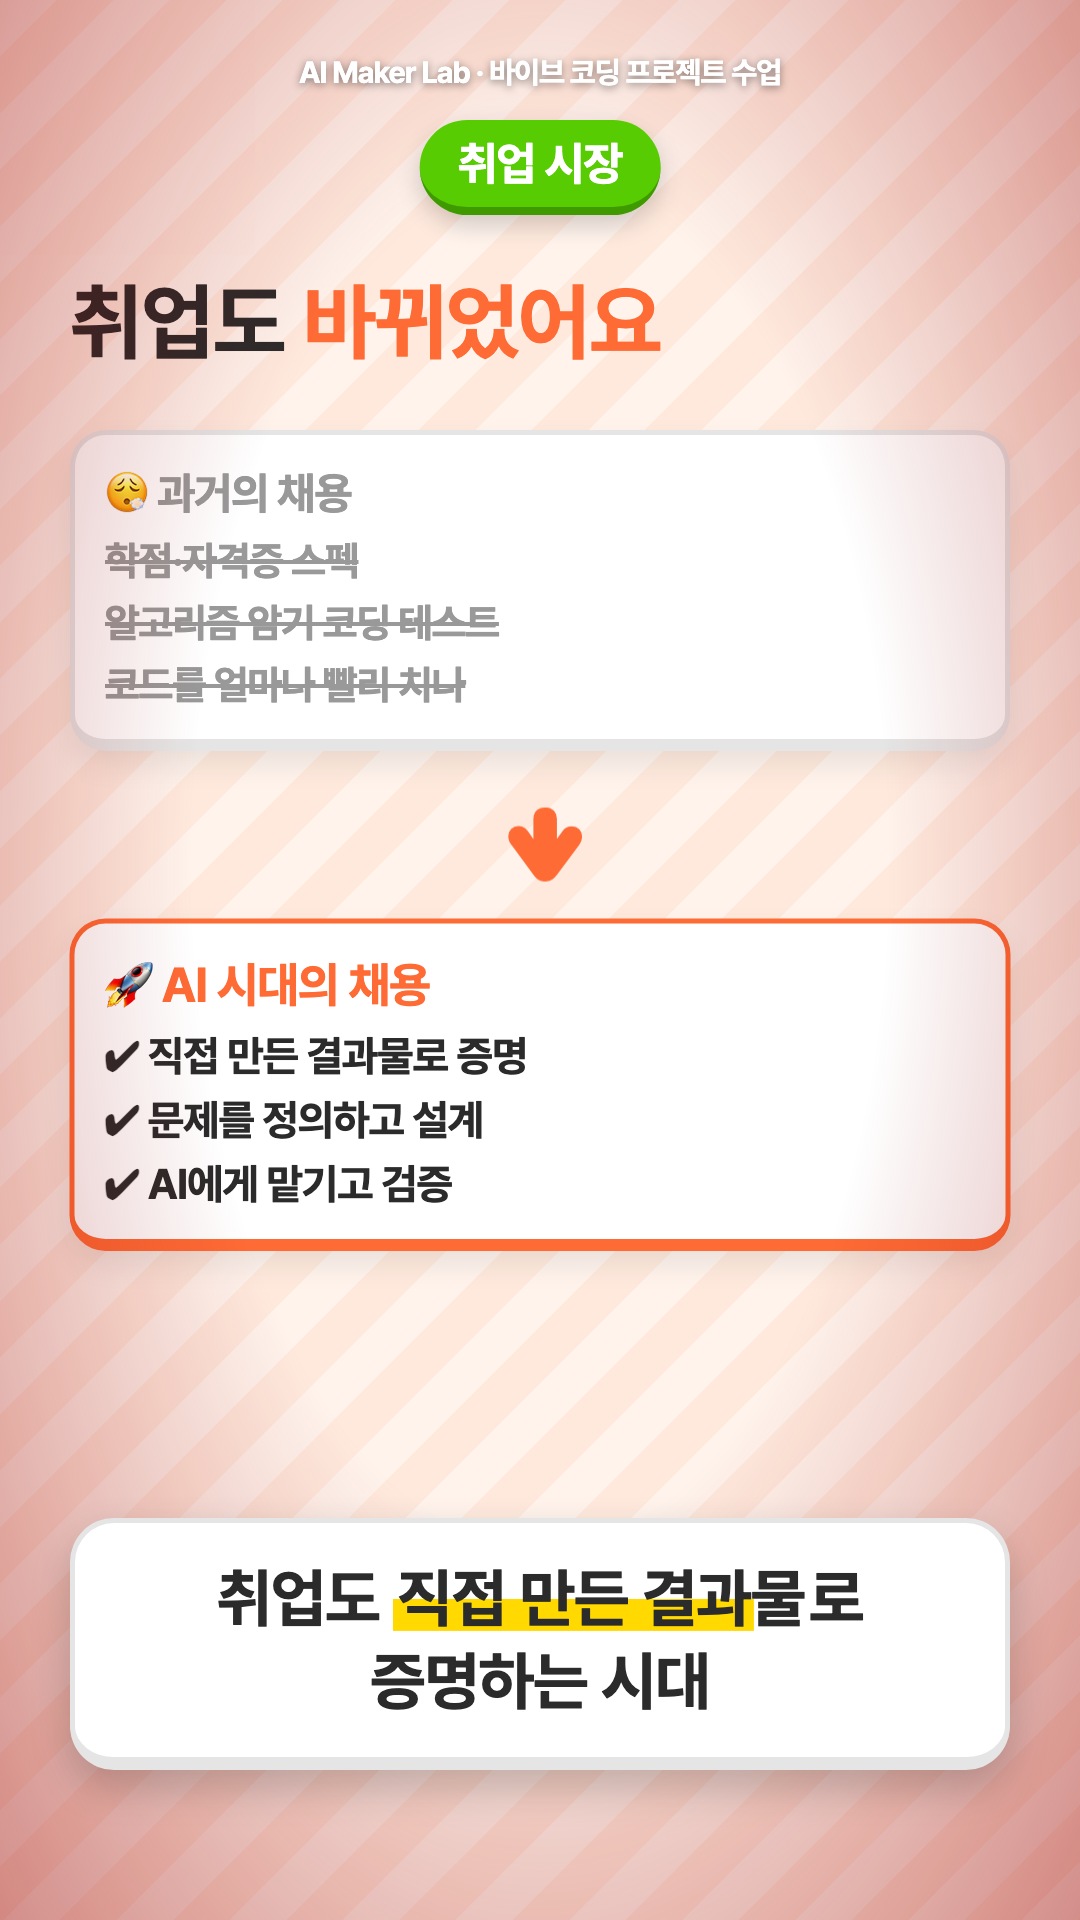 AI Maker Lab · 바이브 코딩 프로젝트 수업
취업 시장
취업도 바뀌었어요
과거의 채용
학점·자격증 스펙
알고리즘 암기 코딩 테스트
코드를 얼마나 빨리 치나
AI 시대의 채용
✔ 직접 만든 결과물로 증명
✔ 문제를 정의하고 설계
✔ AI에게 맡기고 검증
취업도 직접 만든 결과물로
증명하는 시대